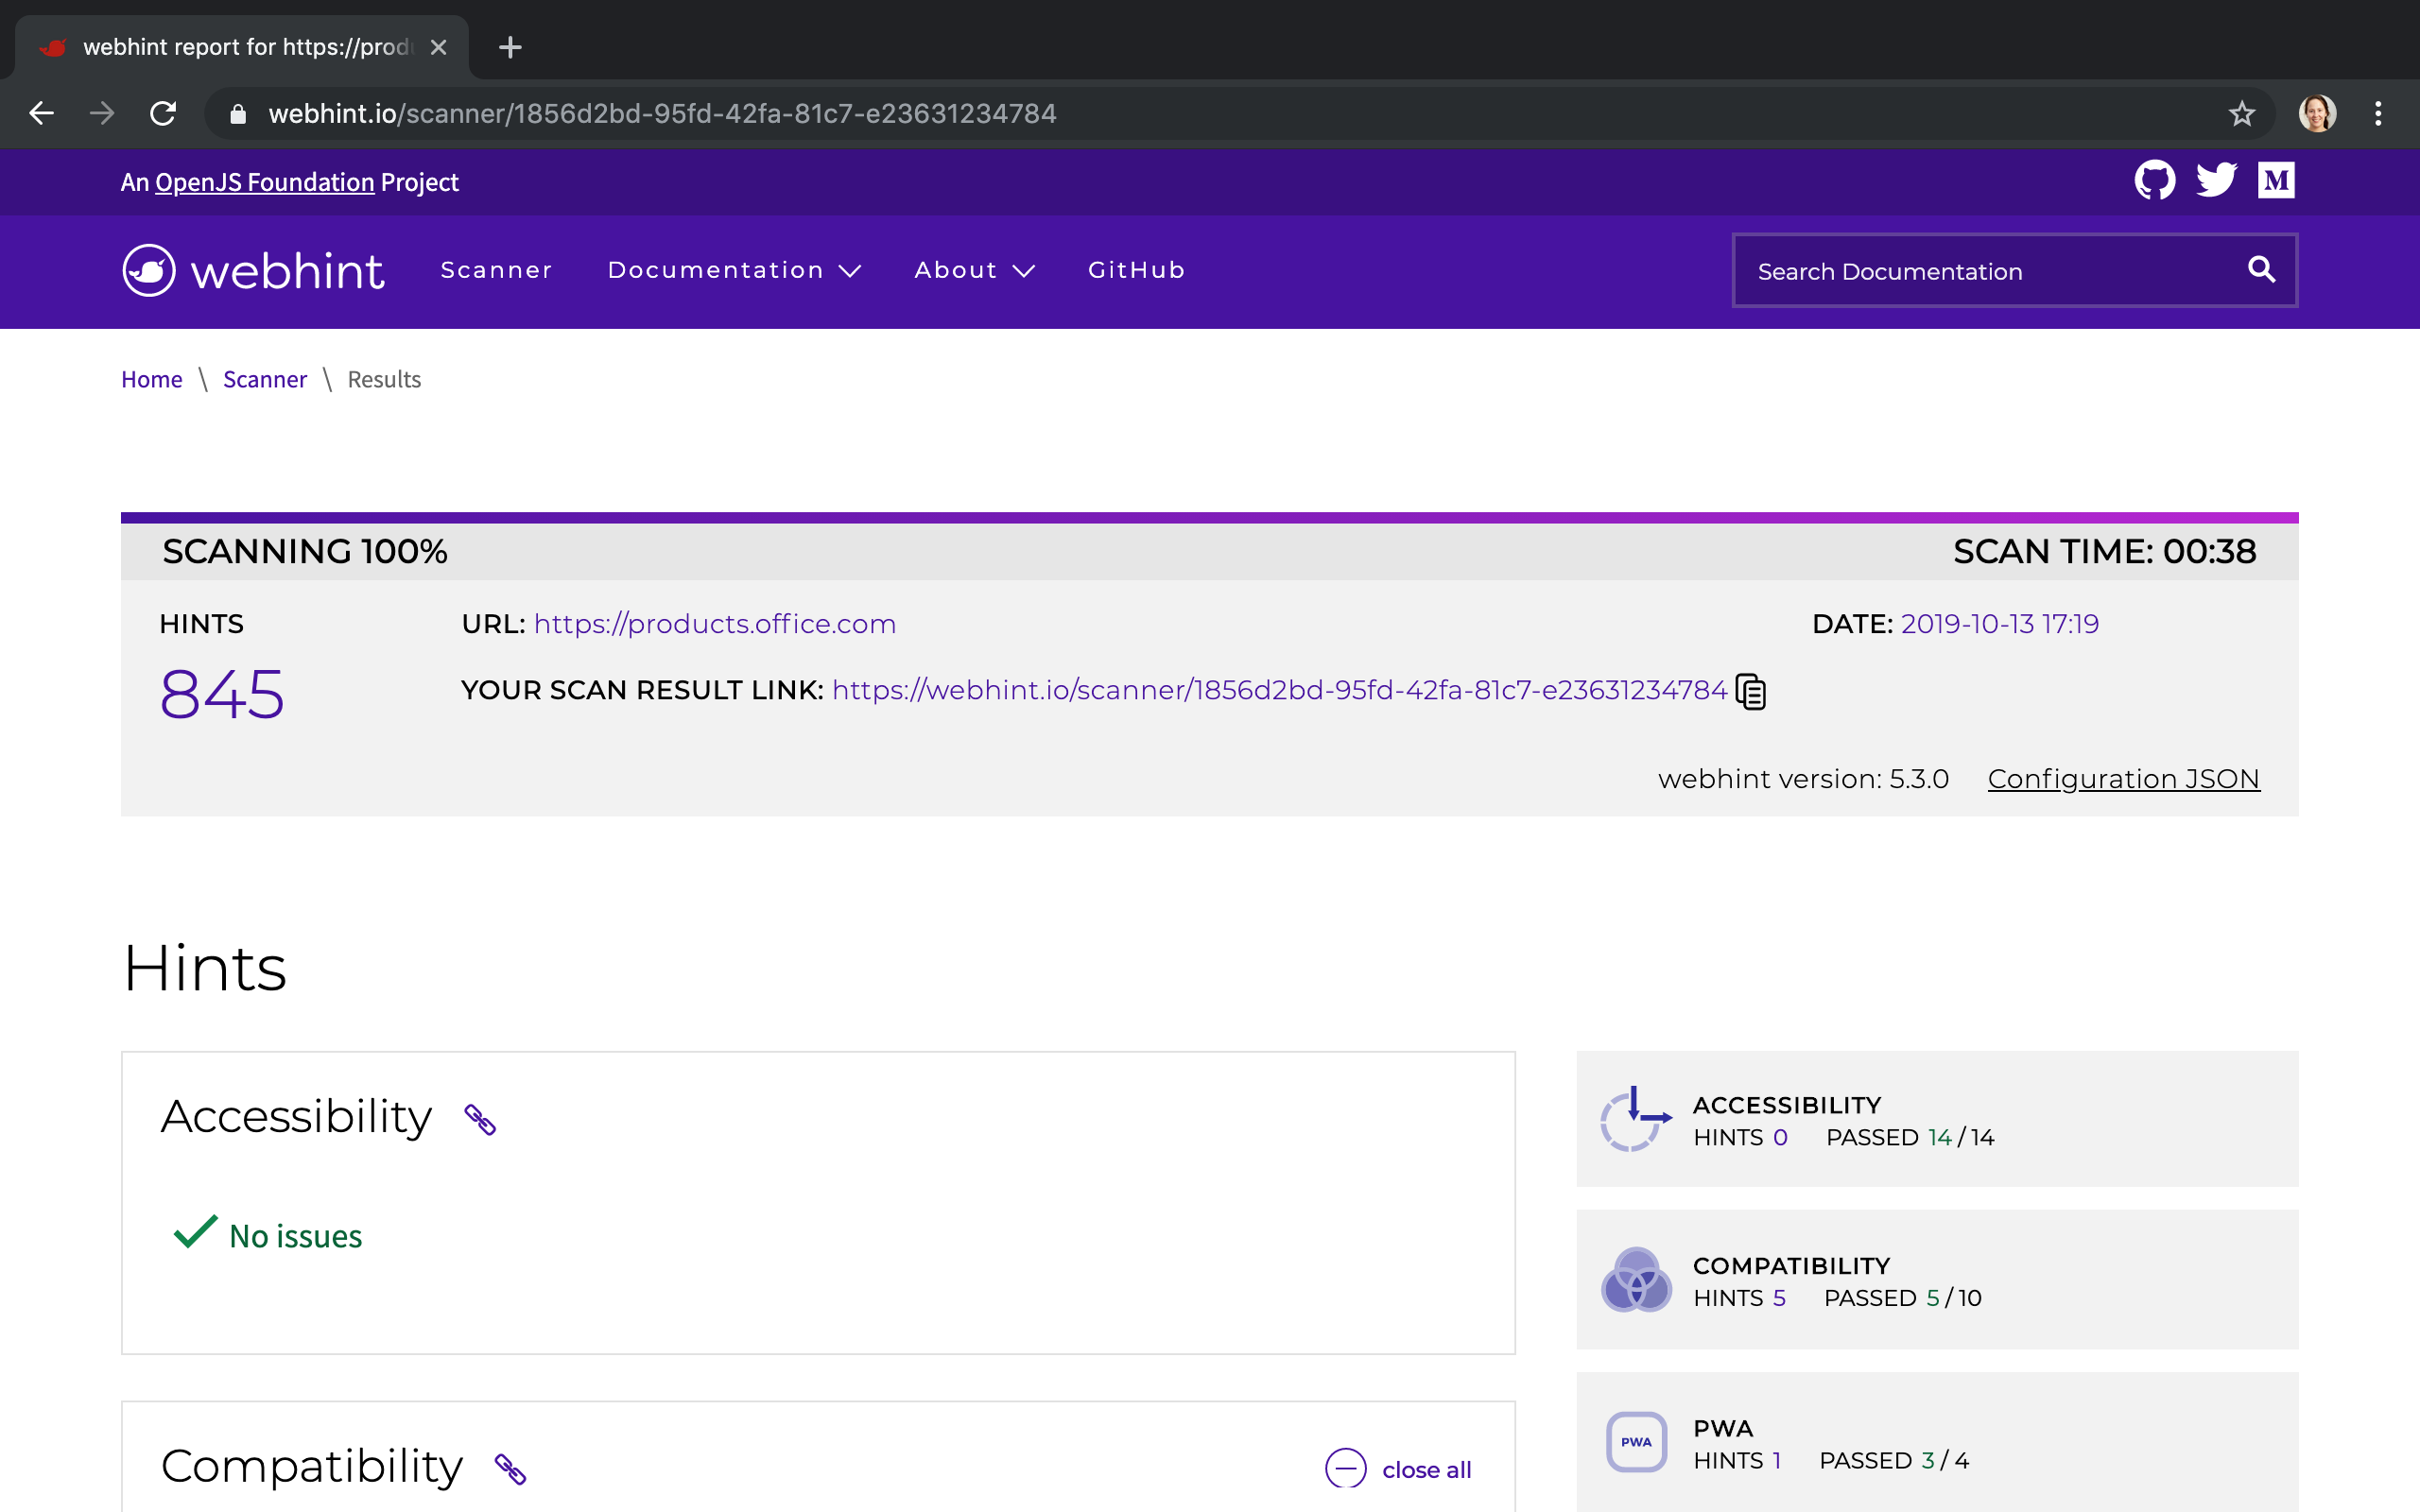 webhint report for https://prod
webhint.io/scanner/1856d2bd-95fd-42fa-81c7-e23631234784
An OpenJS Foundation Project
M
webhint
Scanner
Documentation
About
GitHub
Search Documentation
Home \ Scanner \ Results
SCANNING 100%
SCAN TIME: 00:38
HINTS
845
URL: https://products.office.com
DATE: 2019-10-13 17:19
YOUR SCAN RESULT LINK: https://webhint.io/scanner/1856d2bd-95fd-42fa-81c7-e23631234784
webhint version: 5.3.0
Configuration JSON
Hints
Accessibility
No issues
Compatibility
close all
ACCESSIBILITY
HINTS 0 PASSED 14 / 14
COMPATIBILITY
HINTS 5 PASSED 5 / 10
PWA
PWA
HINTS 1 PASSED 3 / 4